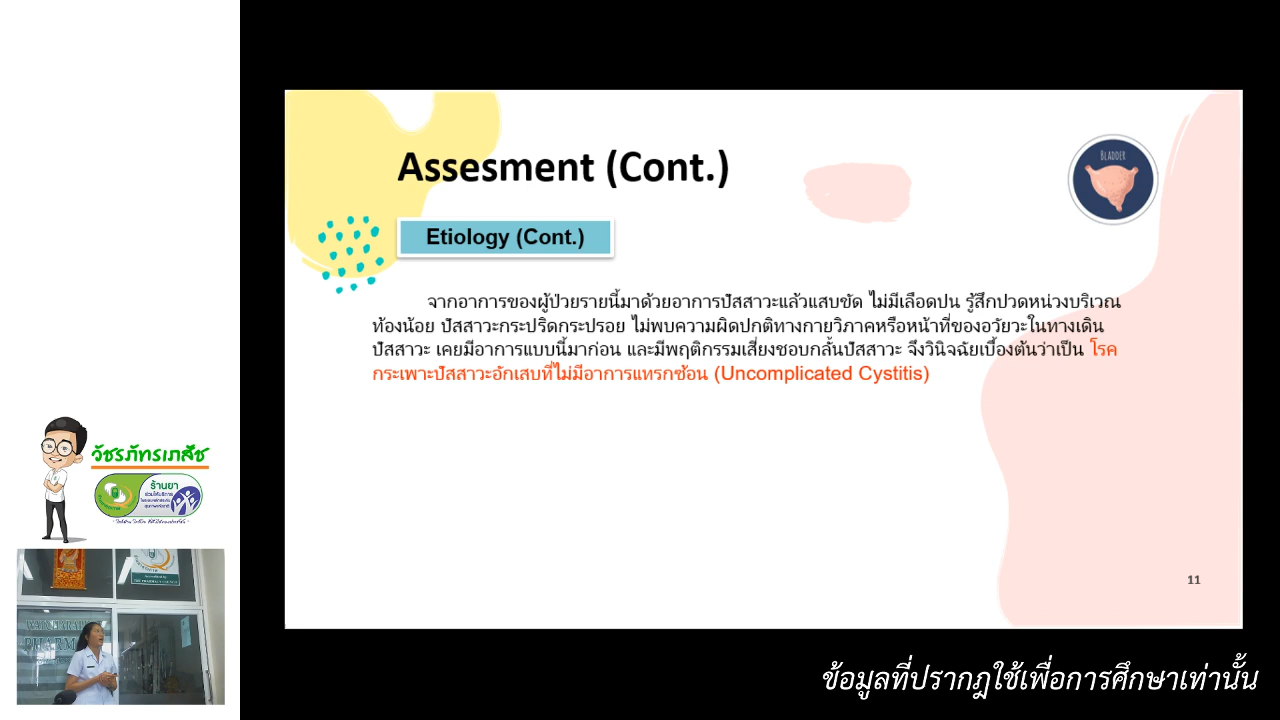 Assesment (Cont.)
BLADDER
Etiology (Cont.)
จากอาการของผู้ป่วยรายนี้มาด้วยอาการปัสสาวะแล้วแสบขัด ไม่มีเลือดปน รู้สึกปวดหน่วงบริเวณ
ท้องน้อย ปัสสาวะกระปริดกระปรอย ไม่พบความผิดปกติทางกายวิภาคหรือหน้าที่ของอวัยวะในทางเดิน
ปัสสาวะ เคยมีอาการแบบนี้มาก่อน และมีพฤติกรรมเสี่ยงชอบกลั้นปัสสาวะ จึงวินิจฉัยเบื้องต้นว่าเป็น โรค
กระเพาะปัสสาวะอักเสบที่ไม่มีอาการแทรกซ้อน (Uncomplicated Cystitis)
11
วัชรภัทรเภสัช
ร้านยา
ข้อมูลที่ปรากฎใช้เพื่อการศึกษาเท่านั้น